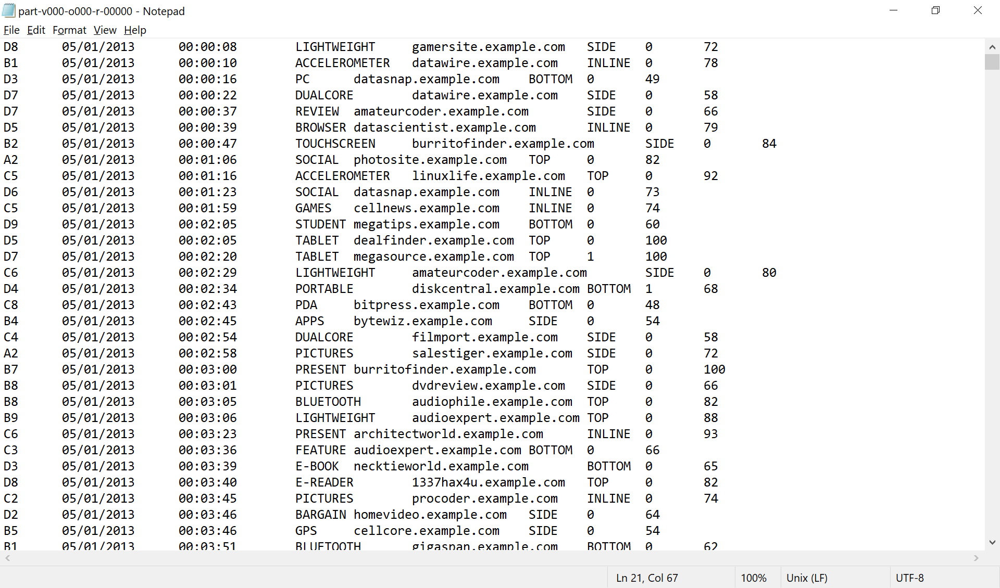 part-v000-o000-r-00000 - Notepad
File Edit Format View Help
D8 05/01/2013 00:00:08 LIGHTWEIGHT gamersite.example.com SIDE 0 72
B1 05/01/2013 00:00:10 ACCELEROMETER datawire.example.com INLINE 0 78
D3 05/01/2013 00:00:16 PC datasnap.example.com BOTTOM 0 49
D7 05/01/2013 00:00:22 DUALCORE datawire.example.com SIDE 0 58
D7 05/01/2013 00:00:37 REVIEW amateurcoder.example.com SIDE 0 66
D5 05/01/2013 00:00:39 BROWSER datascientist.example.com INLINE 0 79
B2 05/01/2013 00:00:47 TOUCHSCREEN burritofinder.example.com SIDE 0 84
A2 05/01/2013 00:01:06 SOCIAL photosite.example.com TOP 0 82
C5 05/01/2013 00:01:16 ACCELEROMETER linuxlife.example.com TOP 0 92
D6 05/01/2013 00:01:23 SOCIAL datasnap.example.com INLINE 0 73
C5 05/01/2013 00:01:59 GAMES cellnews.example.com INLINE 0 74
D9 05/01/2013 00:02:05 STUDENT megatips.example.com BOTTOM 0 60
D5 05/01/2013 00:02:05 TABLET dealfinder.example.com TOP 0 100
D7 05/01/2013 00:02:20 TABLET megasource.example.com TOP 1 100
C6 05/01/2013 00:02:29 LIGHTWEIGHT amateurcoder.example.com SIDE 0 80
D4 05/01/2013 00:02:34 PORTABLE diskcentral.example.com BOTTOM 1 68
C8 05/01/2013 00:02:43 PDA bitpress.example.com BOTTOM 0 48
B4 05/01/2013 00:02:45 APPS bytewiz.example.com SIDE 0 54
C4 05/01/2013 00:02:54 DUALCORE filmport.example.com SIDE 0 58
A2 05/01/2013 00:02:58 PICTURES salestiger.example.com SIDE 0 72
B7 05/01/2013 00:03:00 PRESENT burritofinder.example.com TOP 0 100
B8 05/01/2013 00:03:01 PICTURES dvdreview.example.com SIDE 0 66
B8 05/01/2013 00:03:05 BLUETOOTH audiophile.example.com TOP 0 82
B9 05/01/2013 00:03:06 LIGHTWEIGHT audioexpert.example.com TOP 0 88
C6 05/01/2013 00:03:23 PRESENT architectworld.example.com INLINE 0 93
C3 05/01/2013 00:03:36 FEATURE audioexpert.example.com BOTTOM 0 66
D3 05/01/2013 00:03:39 E-BOOK necktieworld.example.com BOTTOM 0 65
D8 05/01/2013 00:03:40 E-READER 1337hax4u.example.com TOP 0 82
C2 05/01/2013 00:03:45 PICTURES procoder.example.com INLINE 0 74
D2 05/01/2013 00:03:46 BARGAIN homevideo.example.com SIDE 0 64
B5 05/01/2013 00:03:46 GPS cellcore.example.com SIDE 0 54
B1 05/01/2013 00:03:51 BLUETOOTH gigaspan.example.com BOTTOM 0 62
Ln 21, Col 67 100% Unix (LF) UTF-8